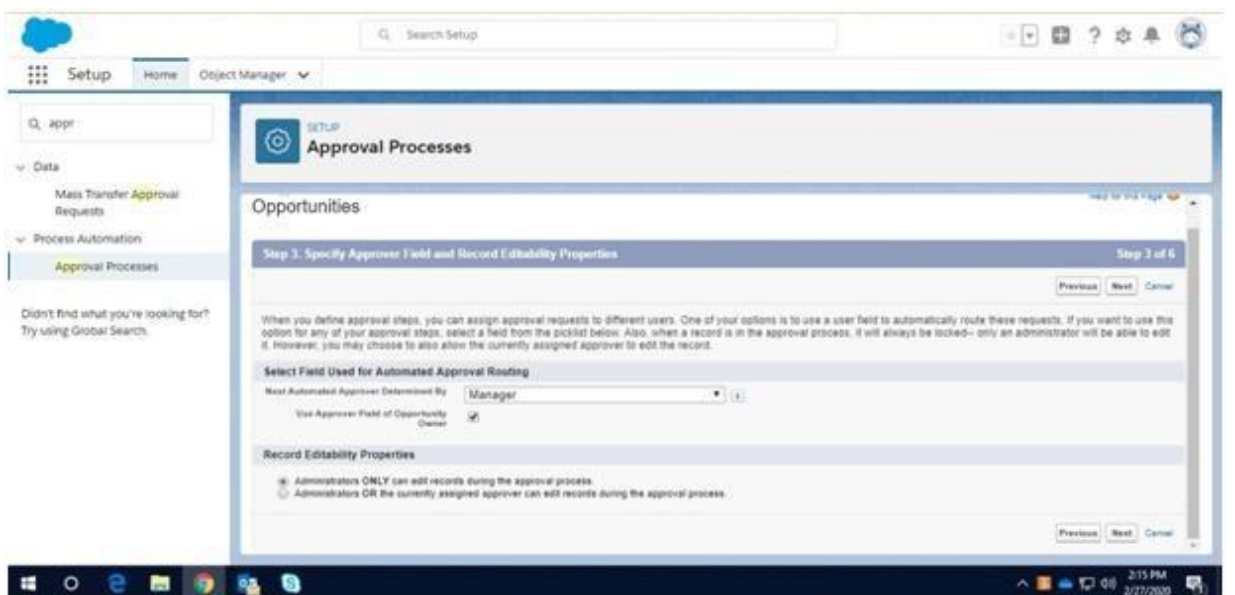 Search Setup
Setup Home Object Manager
appr
Data
Mass Transfer Approval
Requests
Process Automation
Approval Processes
Didn't find what you're looking for?
Try using Global Search.
SETUP
Approval Processes
Help for this Page
Opportunities
Step 3. Specify Approver Field and Record Editability Properties Step 3 of 6
Previous Next Cancel
When you define approval steps, you can assign approval requests to different users. One of your options is to use a user field to automatically route these requests. If you want to use this
option for any of your approval steps, select a field from the picklist below. Also, when a record is in the approval process, it will always be locked-- only an administrator will be able to edit
it. However, you may choose to also allow the currently assigned approver to edit the record.
Select Field Used for Automated Approval Routing
Next Automated Approver Determined By Manager
Use Approver Field of Opportunity
Owner
Record Editability Properties
Administrators ONLY can edit records during the approval process.
Administrators OR the currently assigned approver can edit records during the approval process.
Previous Next Cancel
2:15 PM
2/27/2020